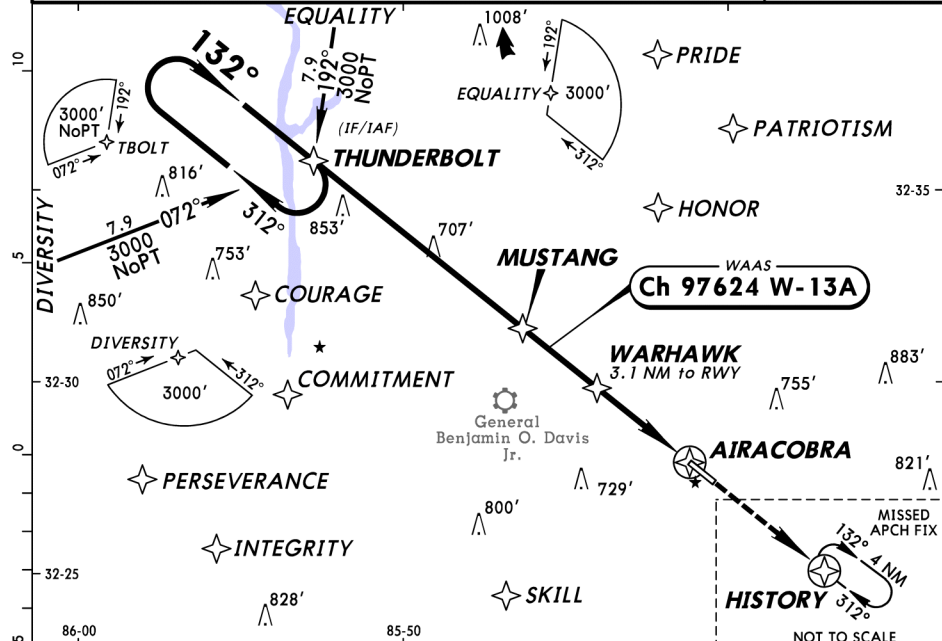 EQUALITY
7.9
192°
3000
NoPT
132°
10
3000'
NoPT
192°
TBOLT
072°
(IF/IAF)
THUNDERBOLT
1008'
192°
EQUALITY
3000'
312°
PRIDE
PATRIOTISM
32-35
HONOR
816'
DIVERSITY
7.9
072°
3000
NoPT
312°
853'
707'
753'
5
MUSTANG
WAAS
Ch 97624 W-13A
COURAGE
850'
DIVERSITY
072°
312°
3000'
32-30
COMMITMENT
WARHAWK
3.1 NM to RWY
755'
883'
General
Benjamin O. Davis
Jr.
0
AIRACOBRA
821'
PERSEVERANCE
729'
800'
MISSED
APCH FIX
INTEGRITY
132°
4 NM
312°
32-25
HISTORY
SKILL
828'
86-00
85-50
5
NOT TO SCALE